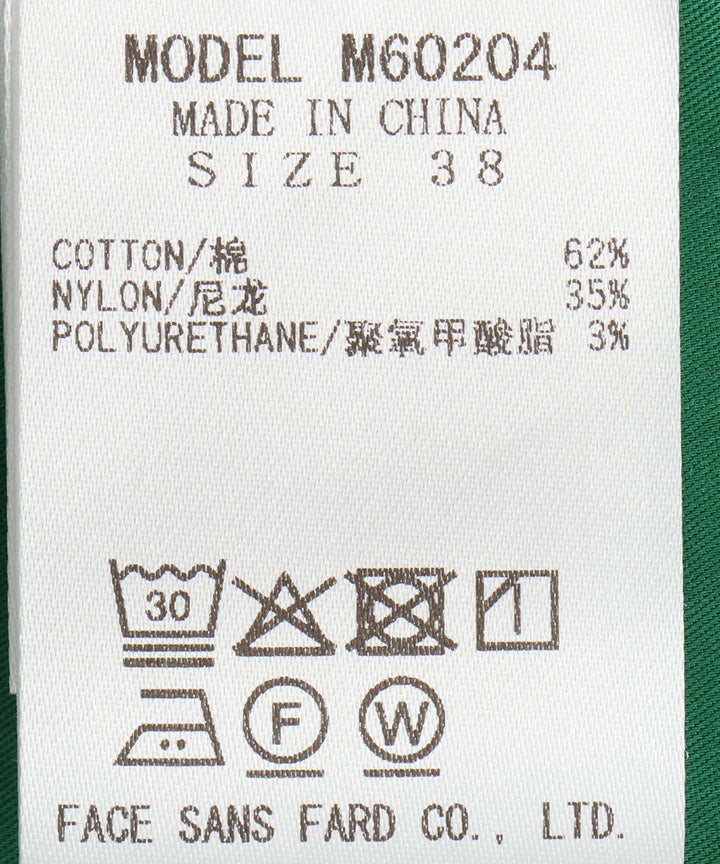 MODEL M60204
MADE IN CHINA
SIZE 38
COTTON/棉 62%
NYLON/尼龙 35%
POLYURETHANE/聚氧甲酸脂 3%
30
F W
FACE SANS FARD CO., LTD.